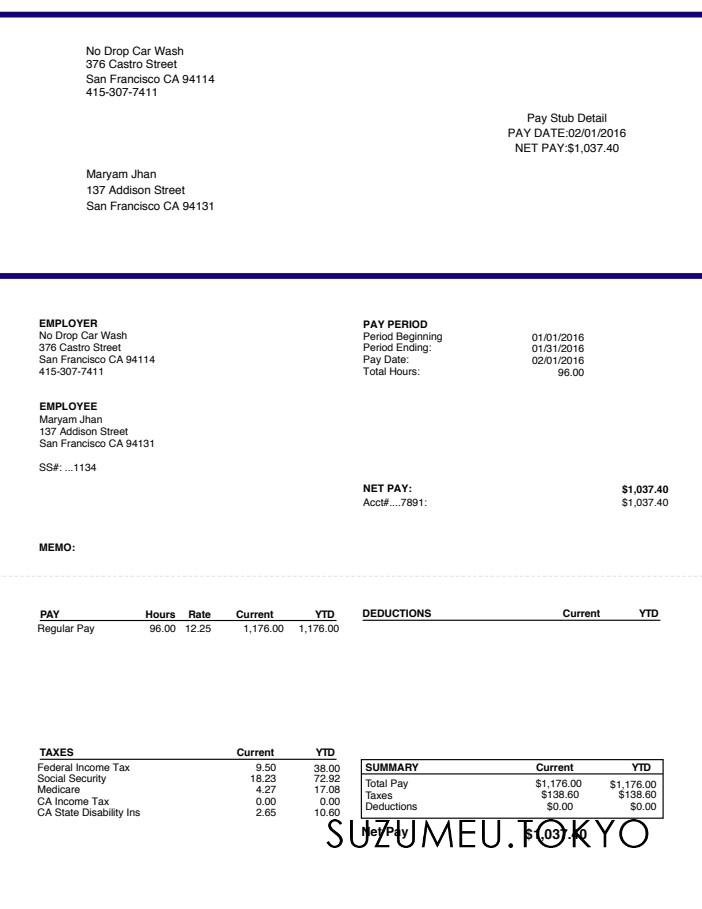 No Drop Car Wash
376 Castro Street
San Francisco CA 94114
415-307-7411
Pay Stub Detail
PAY DATE:02/01/2016
NET PAY:$1,037.40
Maryam Jhan
137 Addison Street
San Francisco CA 94131
EMPLOYER
No Drop Car Wash
376 Castro Street
San Francisco CA 94114
415-307-7411
PAY PERIOD
Period Beginning 01/01/2016
Period Ending: 01/31/2016
Pay Date: 02/01/2016
Total Hours: 96.00
EMPLOYEE
Maryam Jhan
137 Addison Street
San Francisco CA 94131
SS#: ...1134
NET PAY: $1,037.40
Acct#....7891: $1,037.40
MEMO:
PAY Hours Rate Current YTD
Regular Pay 96.00 12.25 1,176.00 1,176.00
DEDUCTIONS Current YTD
TAXES Current YTD
Federal Income Tax 9.50 38.00
Social Security 18.23 72.92
Medicare 4.27 17.08
CA Income Tax 0.00 0.00
CA State Disability Ins 2.65 10.60
SUMMARY Current YTD
Total Pay $1,176.00 $1,176.00
Taxes $138.60 $138.60
Deductions $0.00 $0.00
Net Pay $1,037.40
SUZUMEU.TOKYO